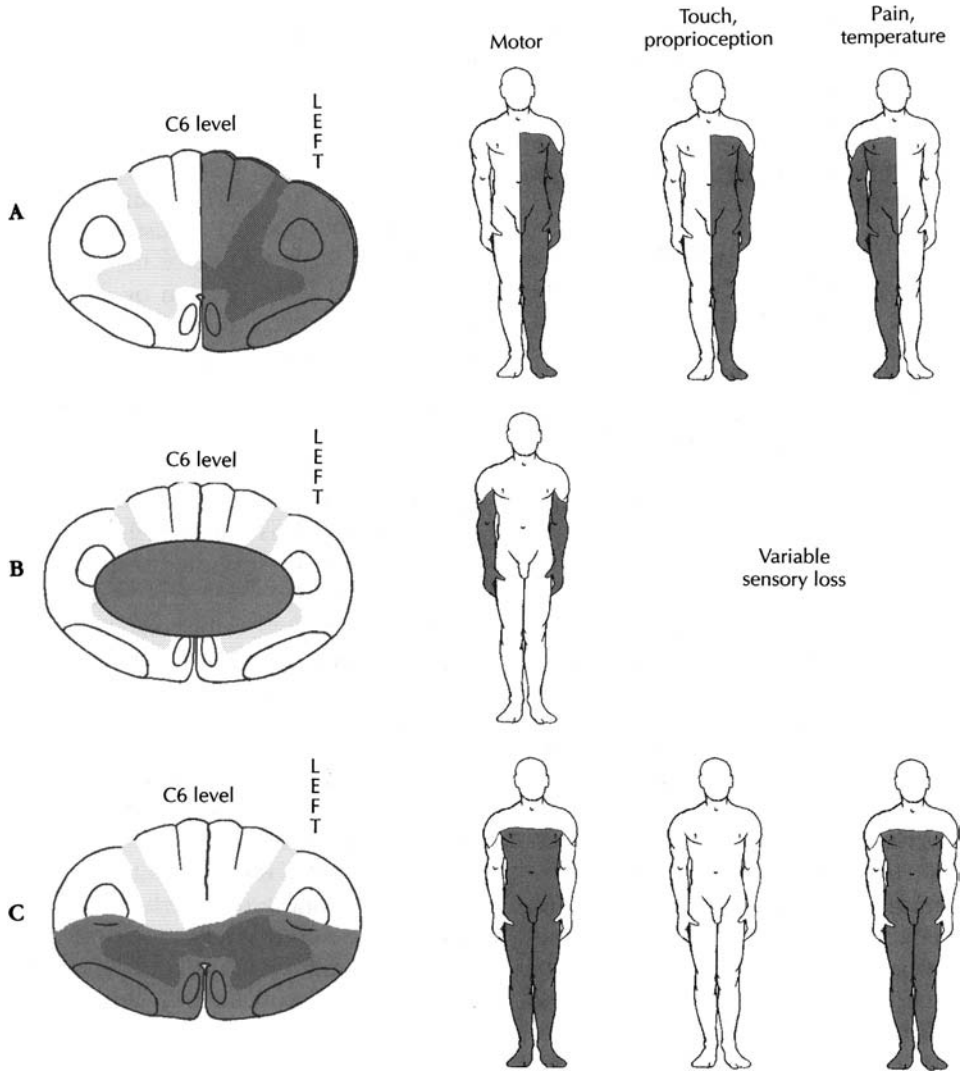 Motor
Touch,
proprioception
Pain,
temperature
C6 level
L
E
F
T
A
C6 level
L
E
F
T
B
Variable
sensory loss
C6 level
L
E
F
T
C